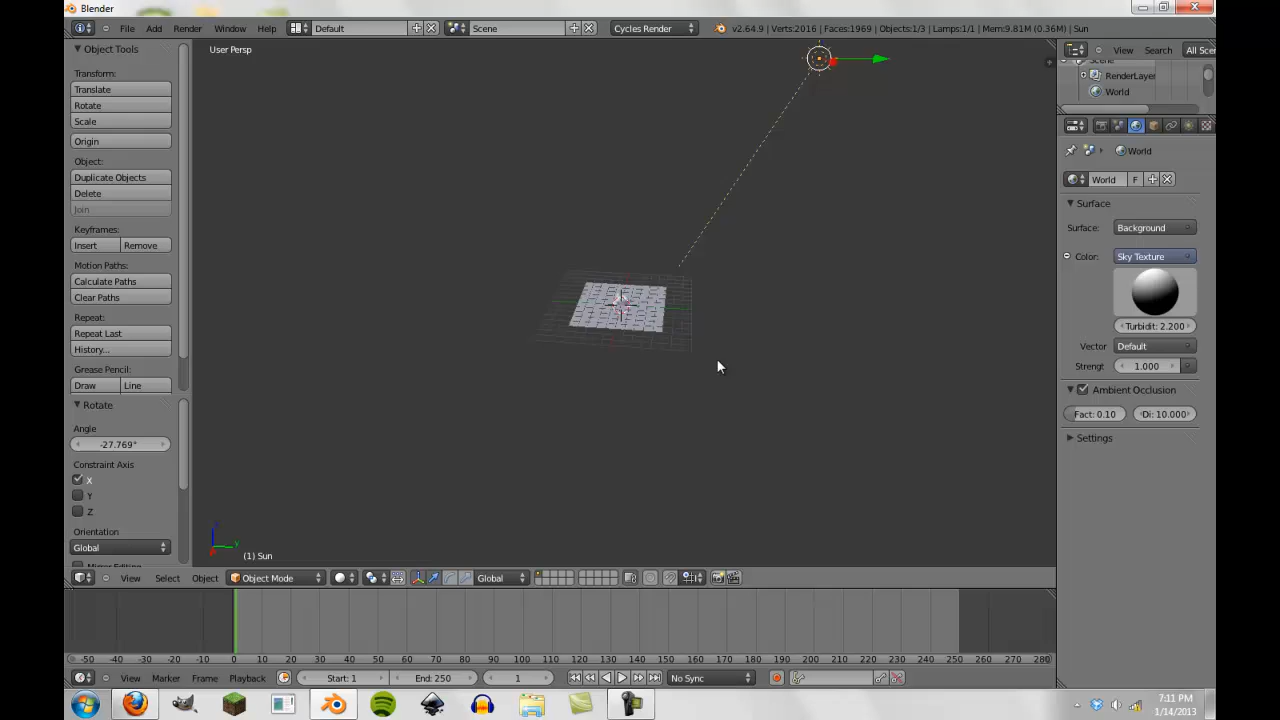 Blender
File Add Render Window Help
Default
Scene
Cycles Render
v2.64.9 | Verts:2016 | Faces:1969 | Objects:1/3 | Lamps:1/1 | Mem:9.81M (0.36M) | Sun
Object Tools
Transform:
Translate
Rotate
Scale
Origin
Object:
Duplicate Objects
Delete
Join
Keyframes:
Insert Remove
Motion Paths:
Calculate Paths
Clear Paths
Repeat:
Repeat Last
History...
Grease Pencil:
Draw Line
Rotate
Angle
-27.769°
Constraint Axis
X
Y
Z
Orientation
Global
User Persp
(1) Sun
View Select Object
Object Mode
Global
View Search All Scen
Scene
RenderLayer
World
World
World F
Surface
Surface: Background
Color: Sky Texture
Turbidit: 2.200
Vector Default
Strengt 1.000
Ambient Occlusion
Fact: 0.10 Di: 10.000
Settings
-50 -40 -30 -20 -10 0 10 20 30 40 50 60 70 80 90 100 110 120 130 140 150 160 170 180 190 200 210 220 230 240 250 260 270 280
View Marker Frame Playback
Start: 1 End: 250 1
No Sync
7:11 PM
1/14/2013